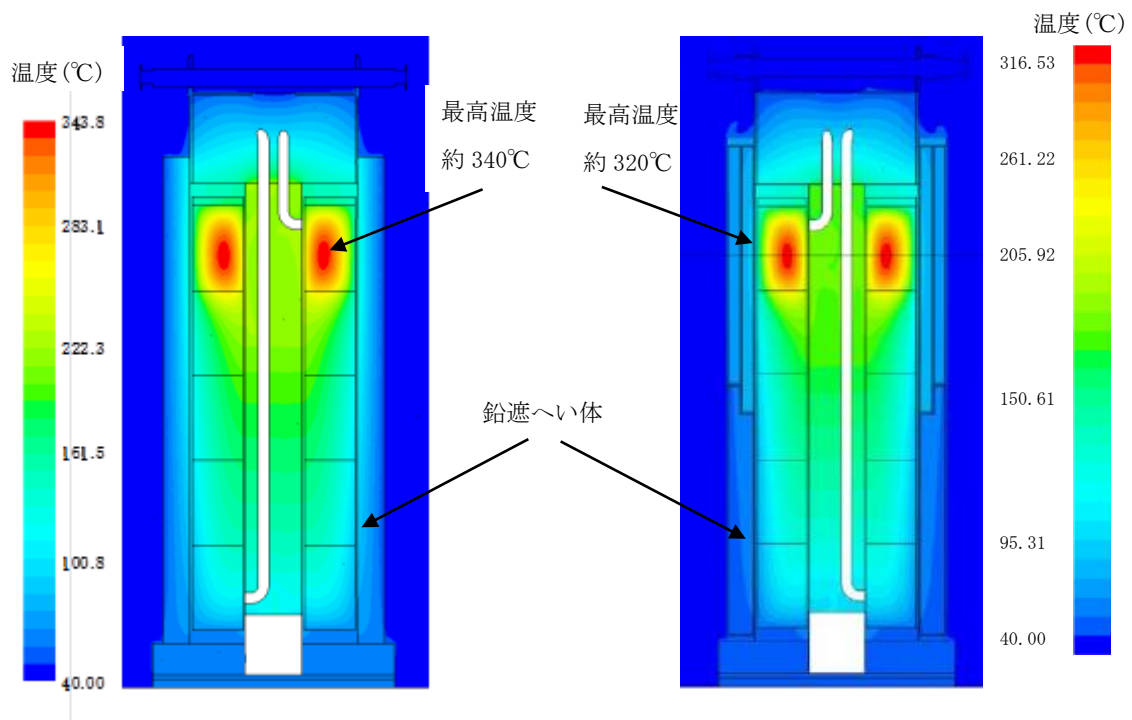 温度(℃)
343.8
283.1
222.3
161.5
100.8
40.00
最高温度
約 340℃
最高温度
約 320℃
鉛遮へい体
温度(℃)
316.53
261.22
205.92
150.61
95.31
40.00